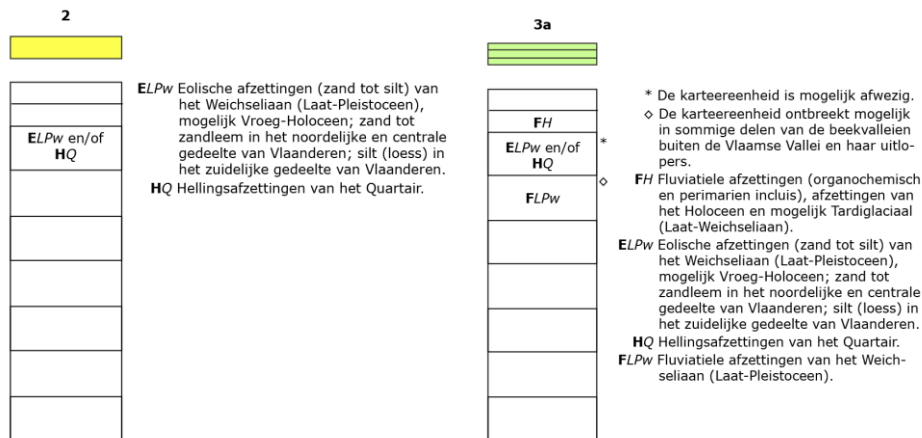 2
ELPw en/of
HQ
ELPw Eolische afzettingen (zand tot silt) van
het Weichseliaan (Laat-Pleistoceen),
mogelijk Vroeg-Holoceen; zand tot
zandleem in het noordelijke en centrale
gedeelte van Vlaanderen; silt (loess) in
het zuidelijke gedeelte van Vlaanderen.
HQ Hellingsafzettingen van het Quartair.
3a
FH
ELPw en/of
HQ
*
◇
FLPw
* De karteereenheid is mogelijk afwezig.
◇ De karteereenheid ontbreekt mogelijk
in sommige delen van de beekvalleien
buiten de Vlaamse Vallei en haar uitlo-
pers.
FH Fluviatiele afzettingen (organochemisch
en perimarien incluis), afzettingen van
het Holoceen en mogelijk Tardiglaciaal
(Laat-Weichseliaan).
ELPw Eolische afzettingen (zand tot silt) van
het Weichseliaan (Laat-Pleistoceen),
mogelijk Vroeg-Holoceen; zand tot
zandleem in het noordelijke en centrale
gedeelte van Vlaanderen; silt (loess) in
het zuidelijke gedeelte van Vlaanderen.
HQ Hellingsafzettingen van het Quartair.
FLPw Fluviatiele afzettingen van het Weich-
seliaan (Laat-Pleistoceen).